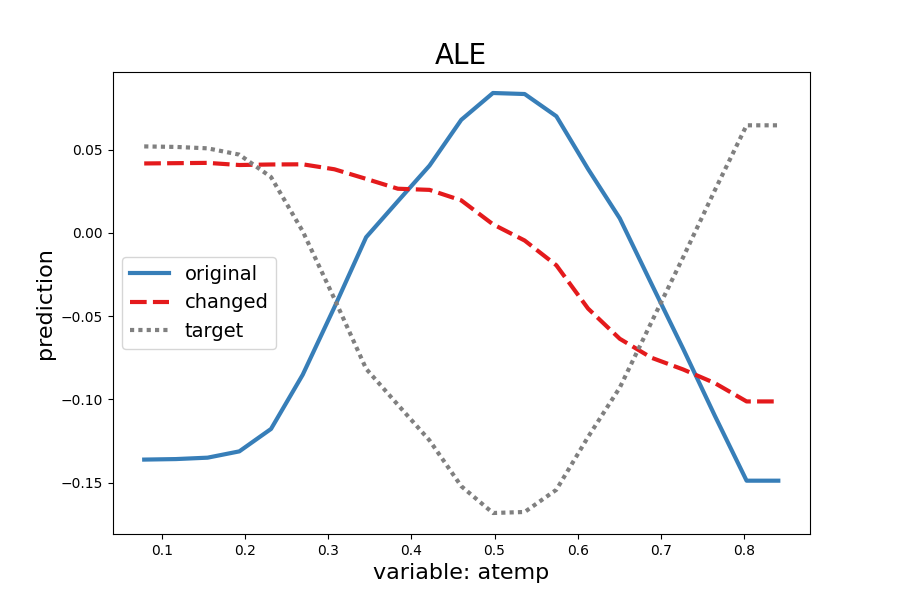 ALE
prediction
0.05
0.00
−0.05
−0.10
−0.15
original
changed
target
0.1 0.2 0.3 0.4 0.5 0.6 0.7 0.8
variable: atemp